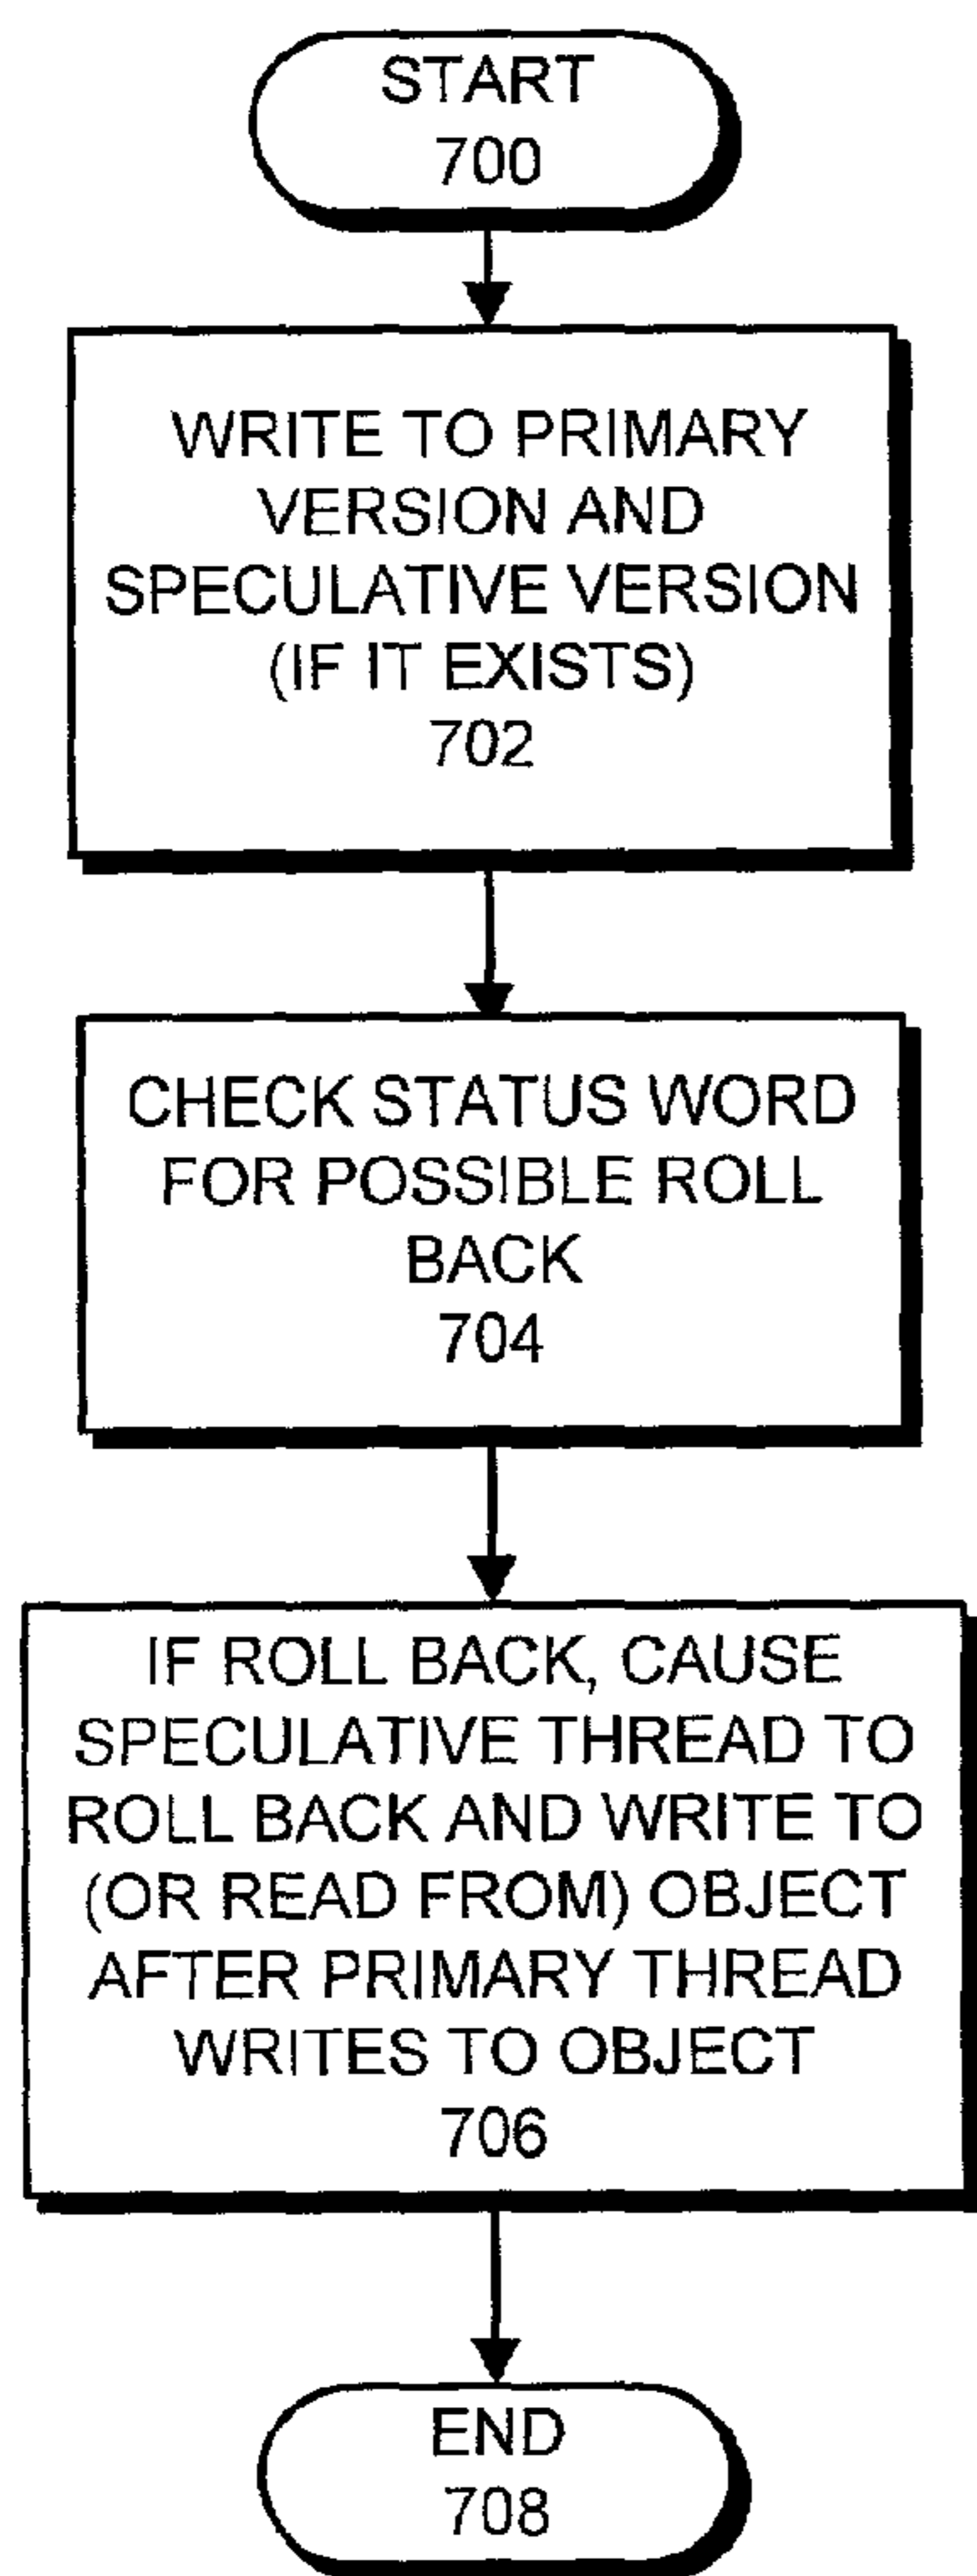 START
700
WRITE TO PRIMARY
VERSION AND
SPECULATIVE VERSION
(IF IT EXISTS)
702
CHECK STATUS WORD
FOR POSSIBLE ROLL
BACK
704
IF ROLL BACK, CAUSE
SPECULATIVE THREAD TO
ROLL BACK AND WRITE TO
(OR READ FROM) OBJECT
AFTER PRIMARY THREAD
WRITES TO OBJECT
706
END
708